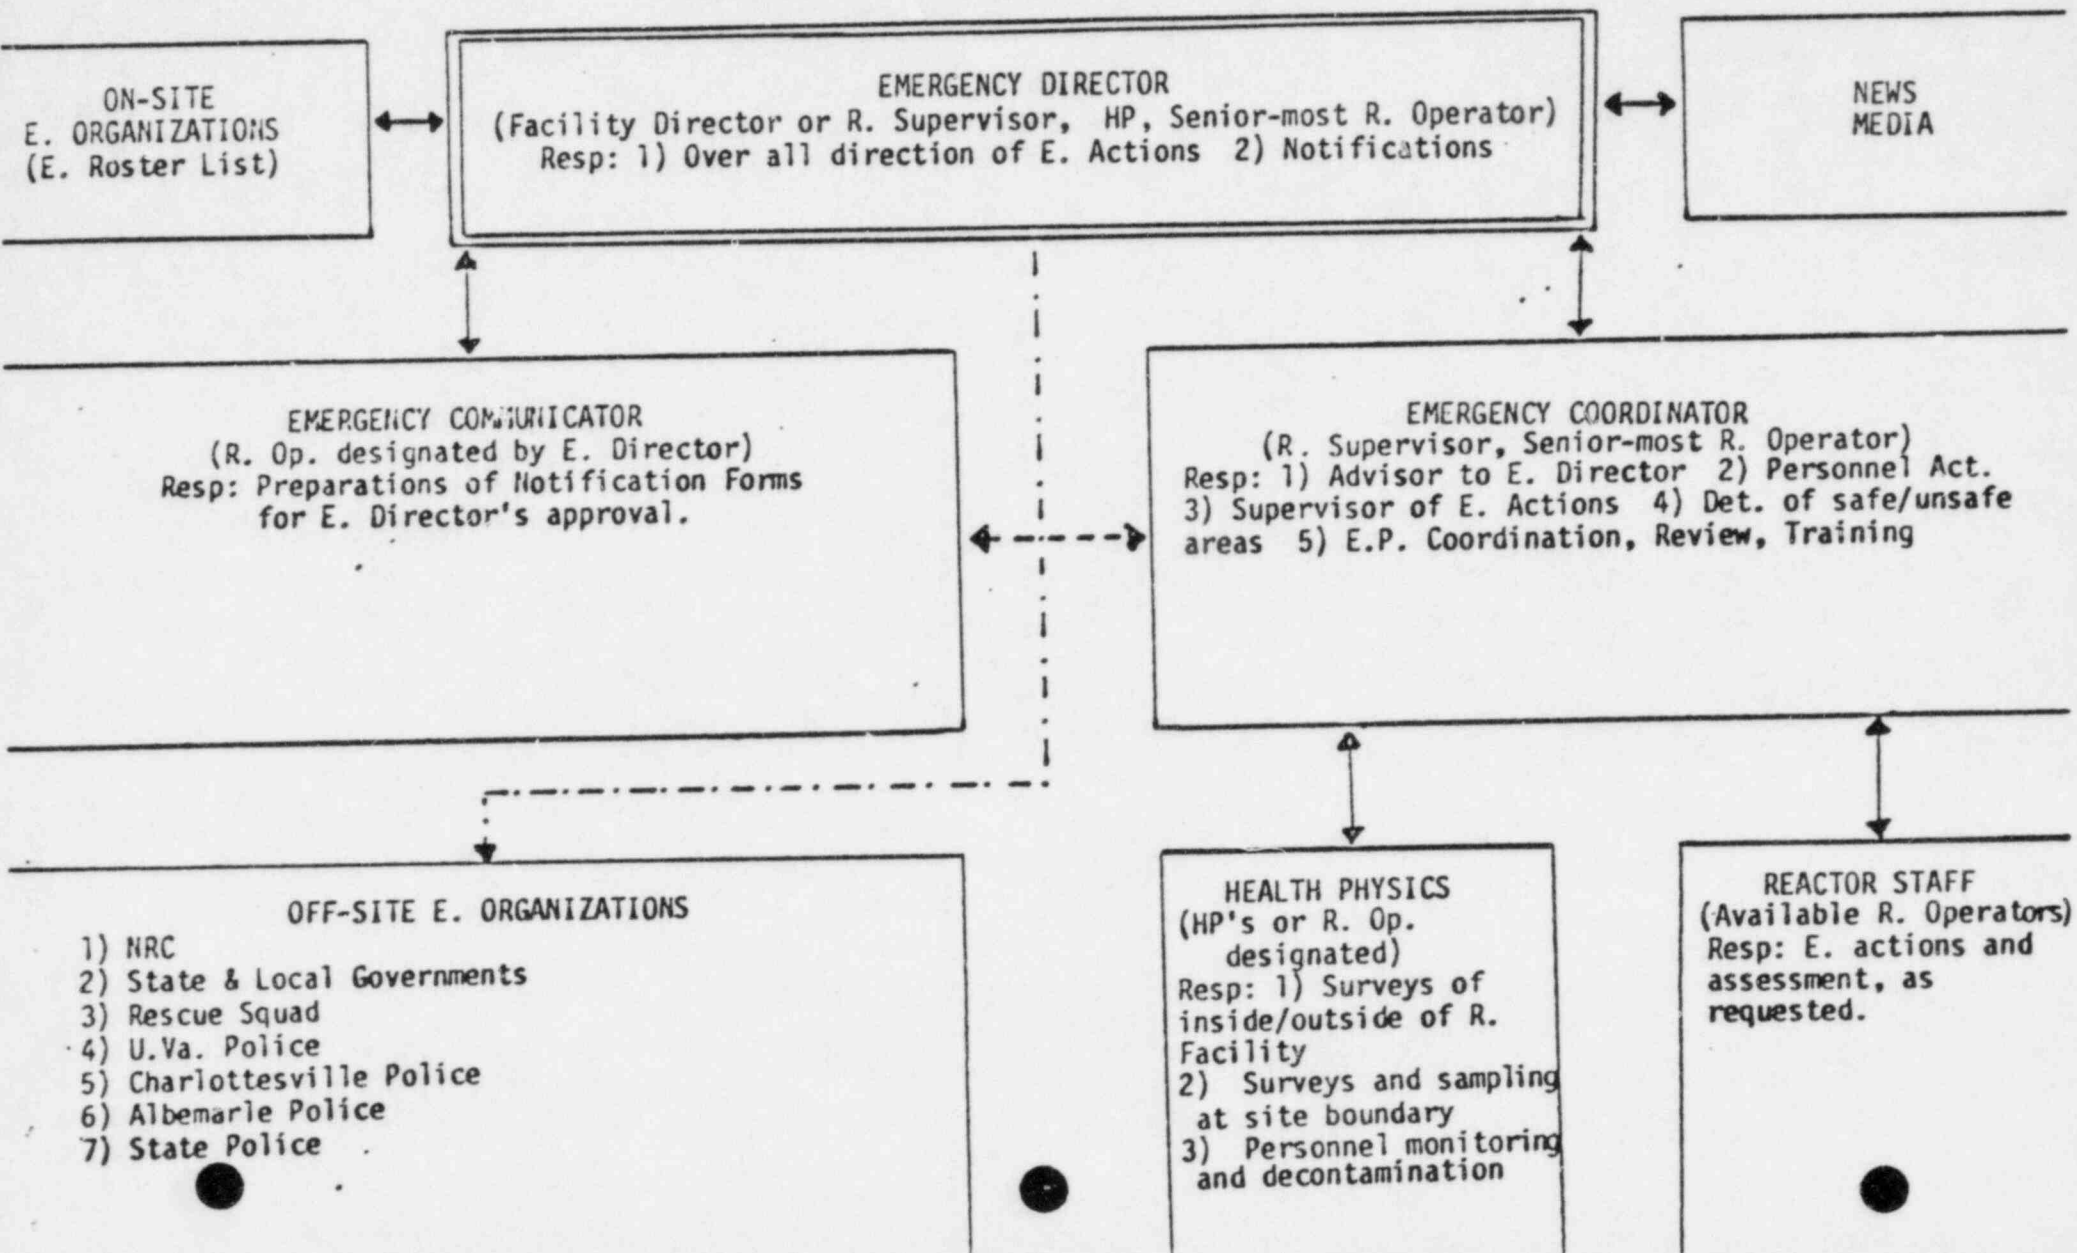 ON-SITE
E. ORGANIZATIONS
(E. Roster List)
EMERGENCY DIRECTOR
(Facility Director or R. Supervisor, HP, Senior-most R. Operator)
Resp: 1) Over all direction of E. Actions 2) Notifications
NEWS
MEDIA
EMERGENCY COMMUNICATOR
(R. Op. designated by E. Director)
Resp: Preparations of Notification Forms
for E. Director's approval.
EMERGENCY COORDINATOR
(R. Supervisor, Senior-most R. Operator)
Resp: 1) Advisor to E. Director 2) Personnel Act.
3) Supervisor of E. Actions 4) Det. of safe/unsafe
areas 5) E.P. Coordination, Review, Training
OFF-SITE E. ORGANIZATIONS
1) NRC
2) State & Local Governments
3) Rescue Squad
4) U.Va. Police
5) Charlottesville Police
6) Albemarle Police
7) State Police
HEALTH PHYSICS
(HP's or R. Op.
designated)
Resp: 1) Surveys of
inside/outside of R.
Facility
2) Surveys and sampling
at site boundary
3) Personnel monitoring
and decontamination
REACTOR STAFF
(Available R. Operators)
Resp: E. actions and
assessment, as
requested.